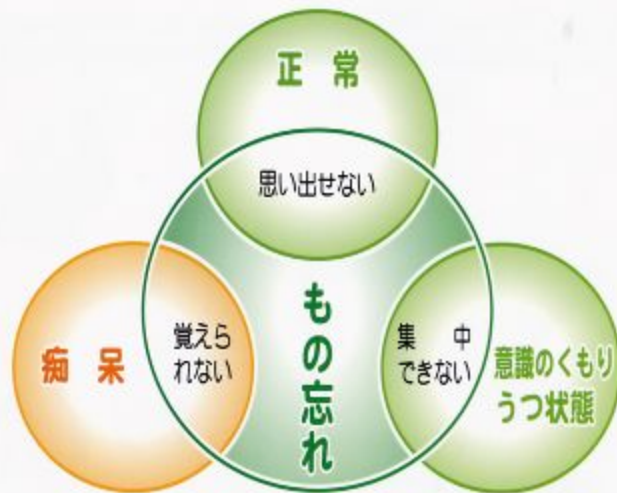 正 常
思い出せない
もの忘れ
痴 呆
覚えら
れない
集 中
できない
意識のくもり
うつ状態